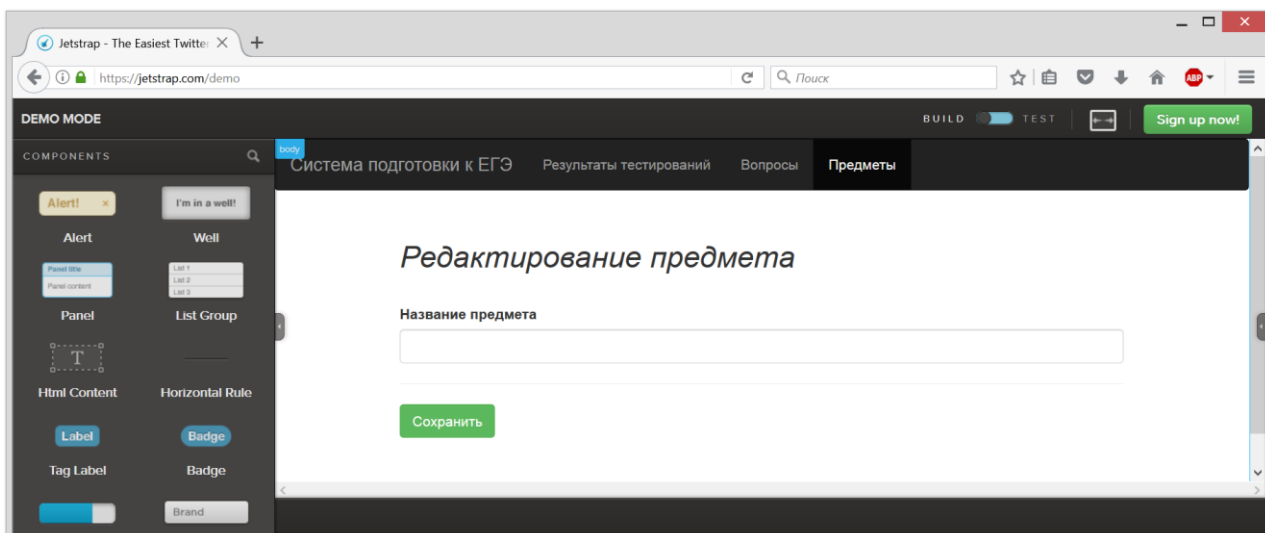 Jetstrap - The Easiest Twitter
https://jetstrap.com/demo
Поиск
ABP
DEMO MODE
BUILD TEST
Sign up now!
COMPONENTS
body
Система подготовки к ЕГЭ Результаты тестирований Вопросы Предметы
Alert! ×
I'm in a well!
Alert
Well
Panel title
Panel content
List 1
List 2
List 3
Panel
List Group
T
Html Content
Horizontal Rule
Label
Badge
Tag Label
Badge
Brand
Редактирование предмета
Название предмета
Сохранить